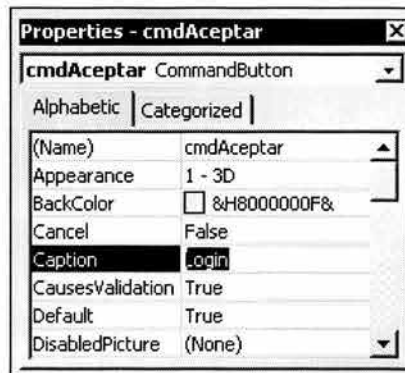 Properties - cmdAceptar
cmdAceptar CommandButton
Alphabetic Categorized
(Name) cmdAceptar
Appearance 1 - 3D
BackColor &H8000000F&
Cancel False
Caption Login
CausesValidation True
Default True
DisabledPicture (None)